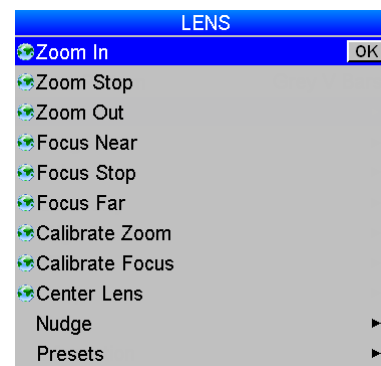 LENS
Zoom In OK
Zoom Stop
Zoom Out
Focus Near
Focus Stop
Focus Far
Calibrate Zoom
Calibrate Focus
Center Lens
Nudge
Presets